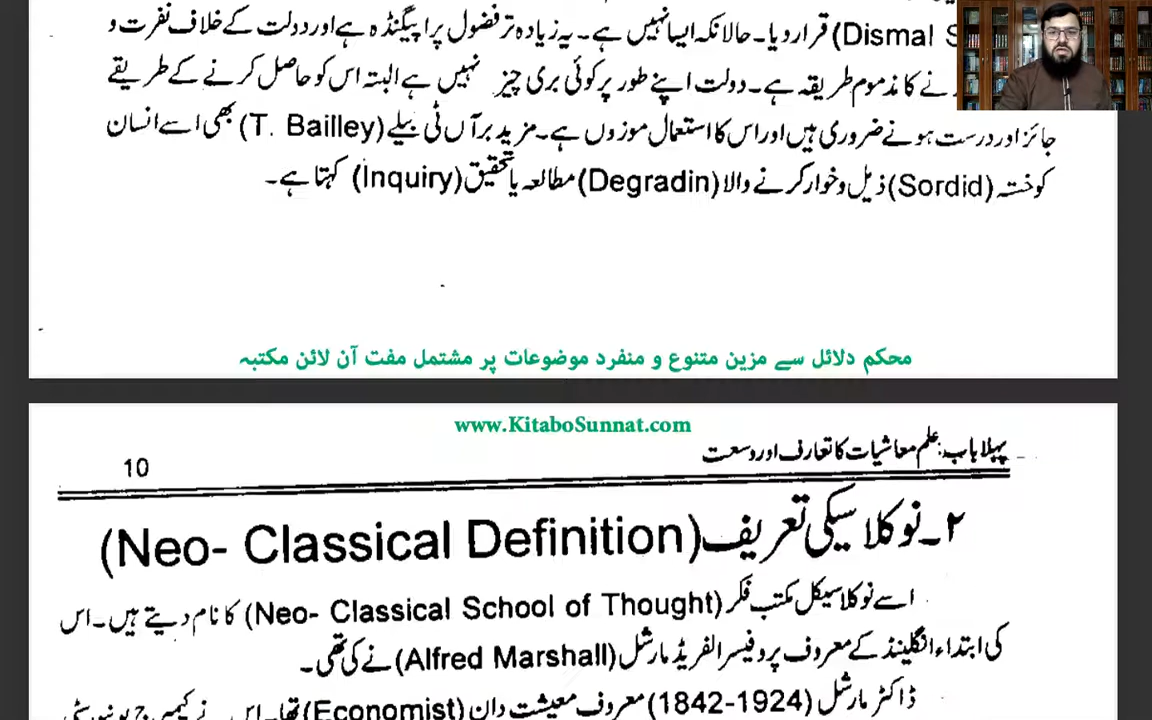 (Dismal S قرار دیا۔ حالانکہ ایسا نہیں ہے۔ یہ زیادہ تر فضول پراپیگنڈہ ہے اور دولت کے خلاف نفرت و
نے کا مذموم طریقہ ہے۔ دولت اپنے طور پر کوئی بری چیز نہیں ہے البتہ اس کو حاصل کرنے کے طریقے
جائز اور درست ہونے ضروری ہیں اور اس کا استعمال موزوں ہے۔ مزید برآں ٹی بیلے (T. Bailley) بھی اسے انسان
کو خستہ (Sordid) ذلیل و خوار کرنے والا (Degradin) مطالعہ یا تحقیق (Inquiry) کہتا ہے۔
محکم دلائل سے مزین متنوع و منفرد موضوعات پر مشتمل مفت آن لائن مکتبہ
www.KitaboSunnat.com
پہلا باب: علم معاشیات کا تعارف اور وسعت
10
۲۔ نوکلاسیکی تعریف (Neo- Classical Definition)
اسے نوکلاسیکل مکتب فکر (Neo- Classical School of Thought) کا نام دیتے ہیں۔ اس
کی ابتداء انگلینڈ کے معروف پروفیسر الفریڈ مارشل (Alfred Marshall) نے کی تھی۔
ڈاکٹر مارشل (1842-1924) معروف معیشت دان (Economist) تھا۔ اس نے کیمبرج یونیورسٹی